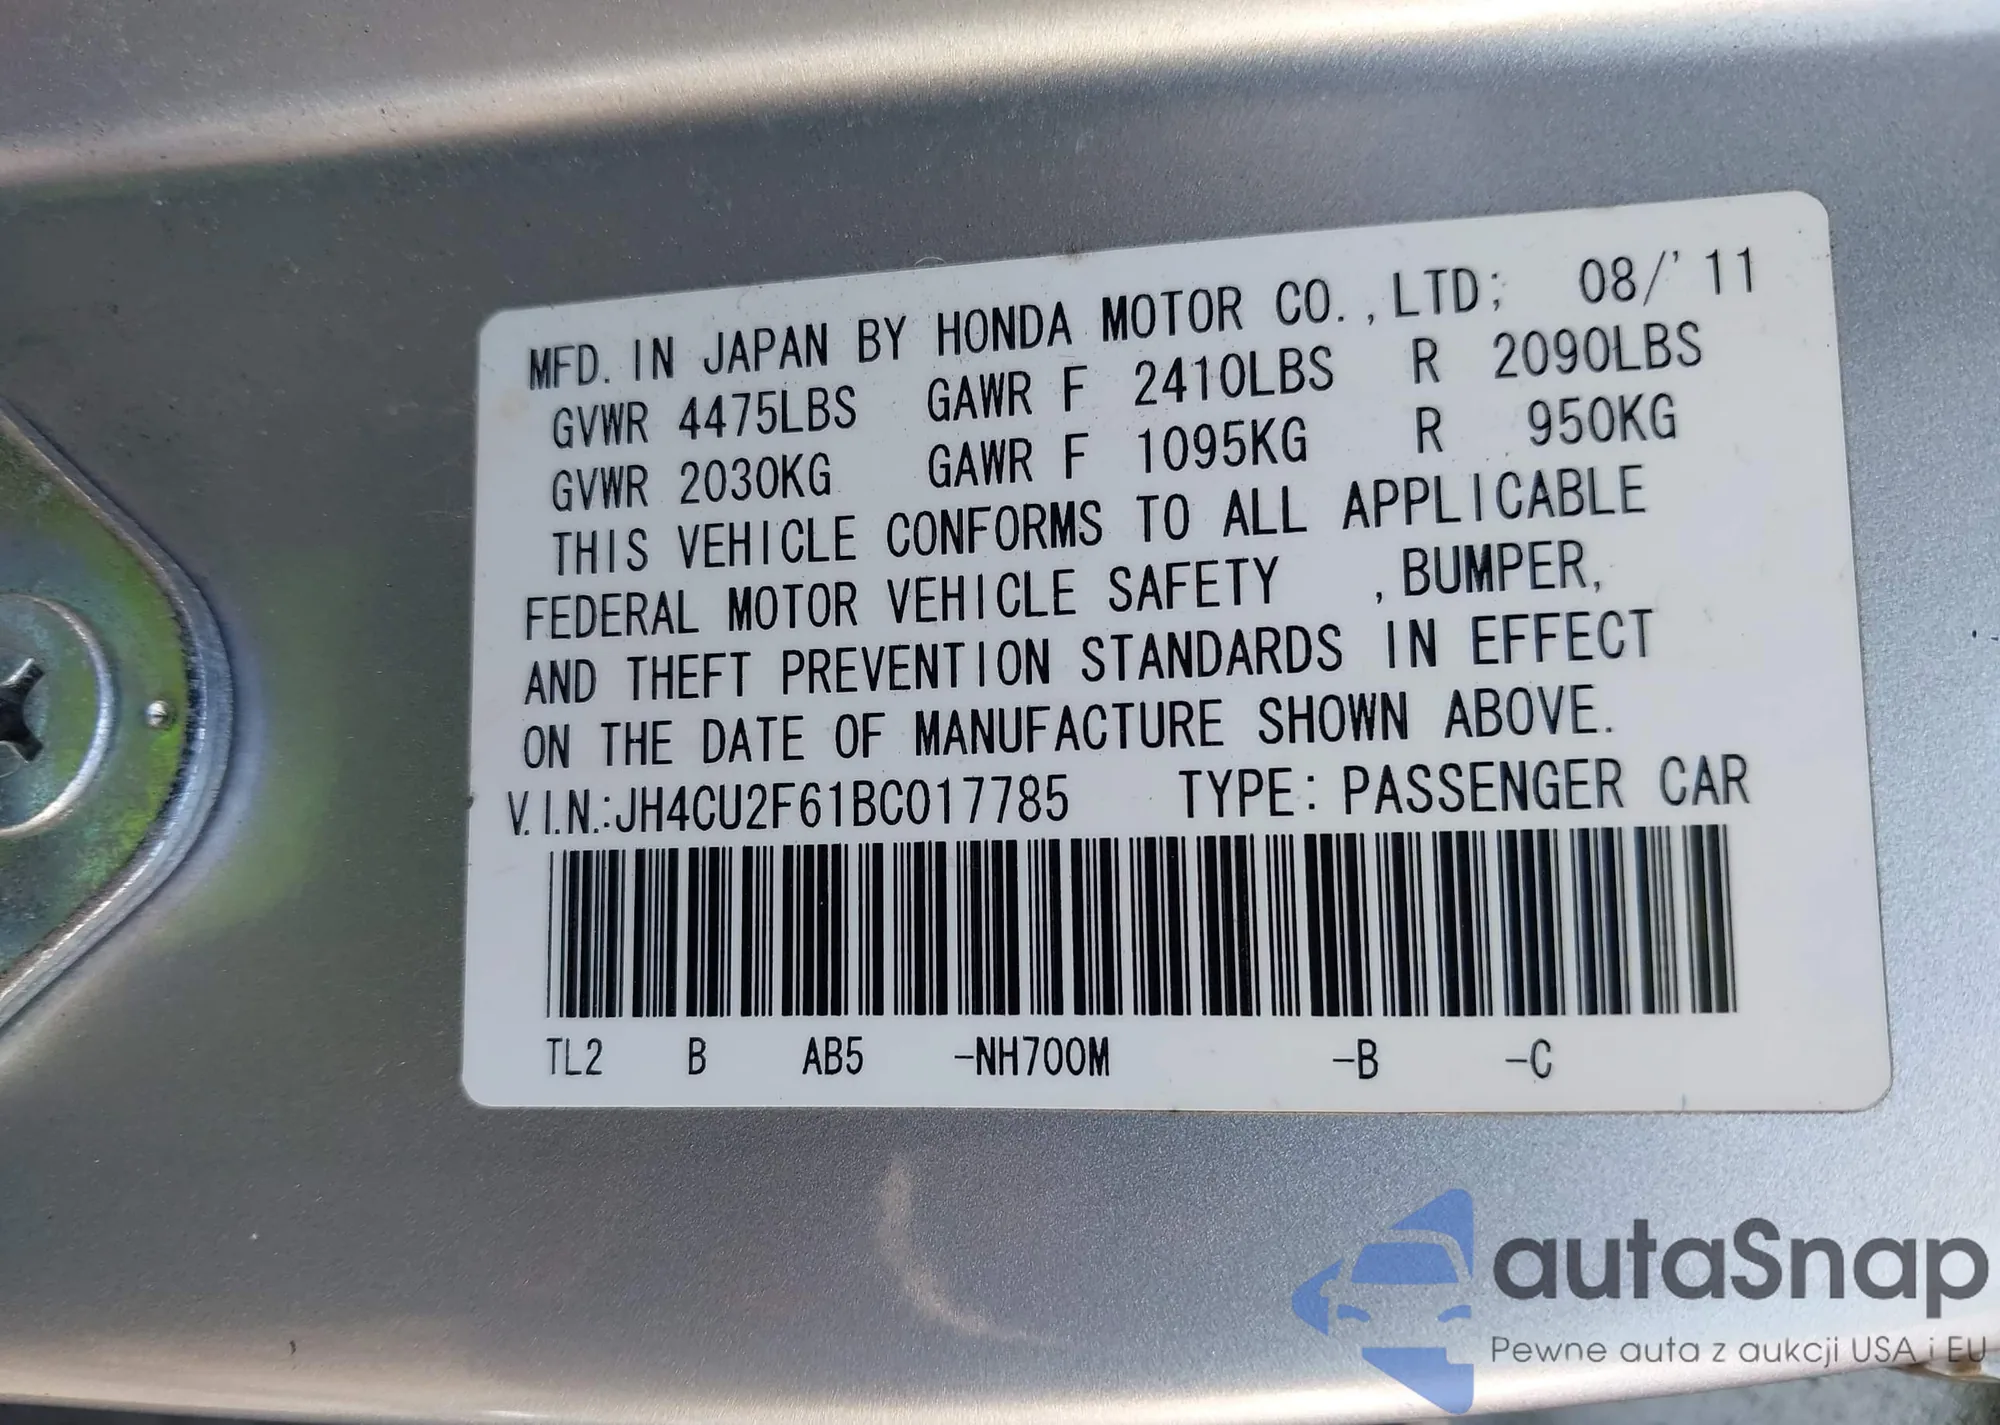 MFD. IN JAPAN BY HONDA MOTOR CO.,LTD; 08/'11
GVWR 4475LBS GAWR F 2410LBS R 2090LBS
GVWR 2030KG GAWR F 1095KG R 950KG
THIS VEHICLE CONFORMS TO ALL APPLICABLE
FEDERAL MOTOR VEHICLE SAFETY , BUMPER,
AND THEFT PREVENTION STANDARDS IN EFFECT
ON THE DATE OF MANUFACTURE SHOWN ABOVE.
V.I.N.:JH4CU2F61BC017785 TYPE: PASSENGER CAR
TL2 B AB5 -NH700M -B -C
autaSnap
Pewne auta z aukcji USA i EU